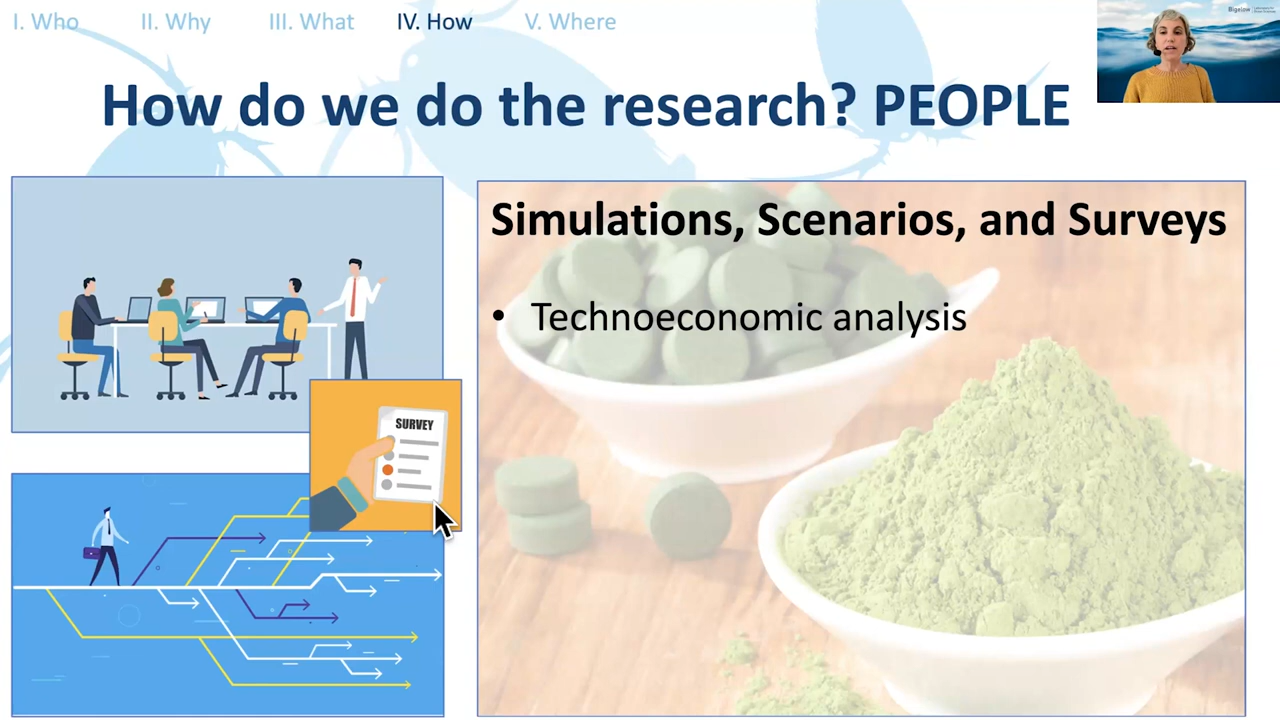 I. Who II. Why III. What IV. How V. Where
Bigelow
How do we do the research? PEOPLE
Simulations, Scenarios, and Surveys
• Technoeconomic analysis
SURVEY